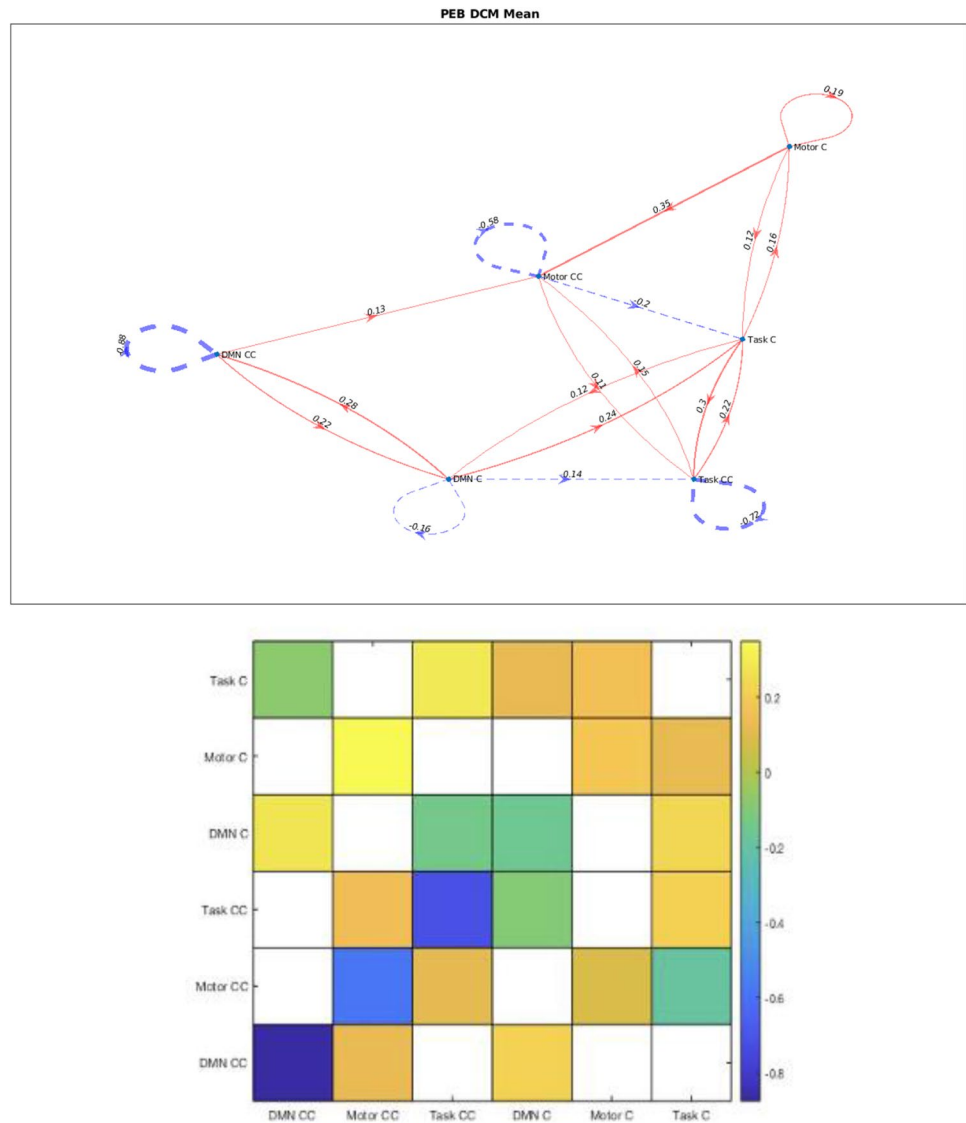 PEB DCM Mean
0.19
Motor C
0.35
-0.58
0.12
0.16
Motor CC
-0.2
0.13
Task C
-0.88
DMN CC
0.11
0.15
0.12
0.28
0.3
0.22
0.24
0.22
DMN C
-0.14
Task CC
-0.16
-0.72
Task C
Motor C
DMN C
Task CC
Motor CC
DMN CC
DMN CC
Motor CC
Task CC
DMN C
Motor C
Task C
0.2
0
-0.2
-0.4
-0.6
-0.8